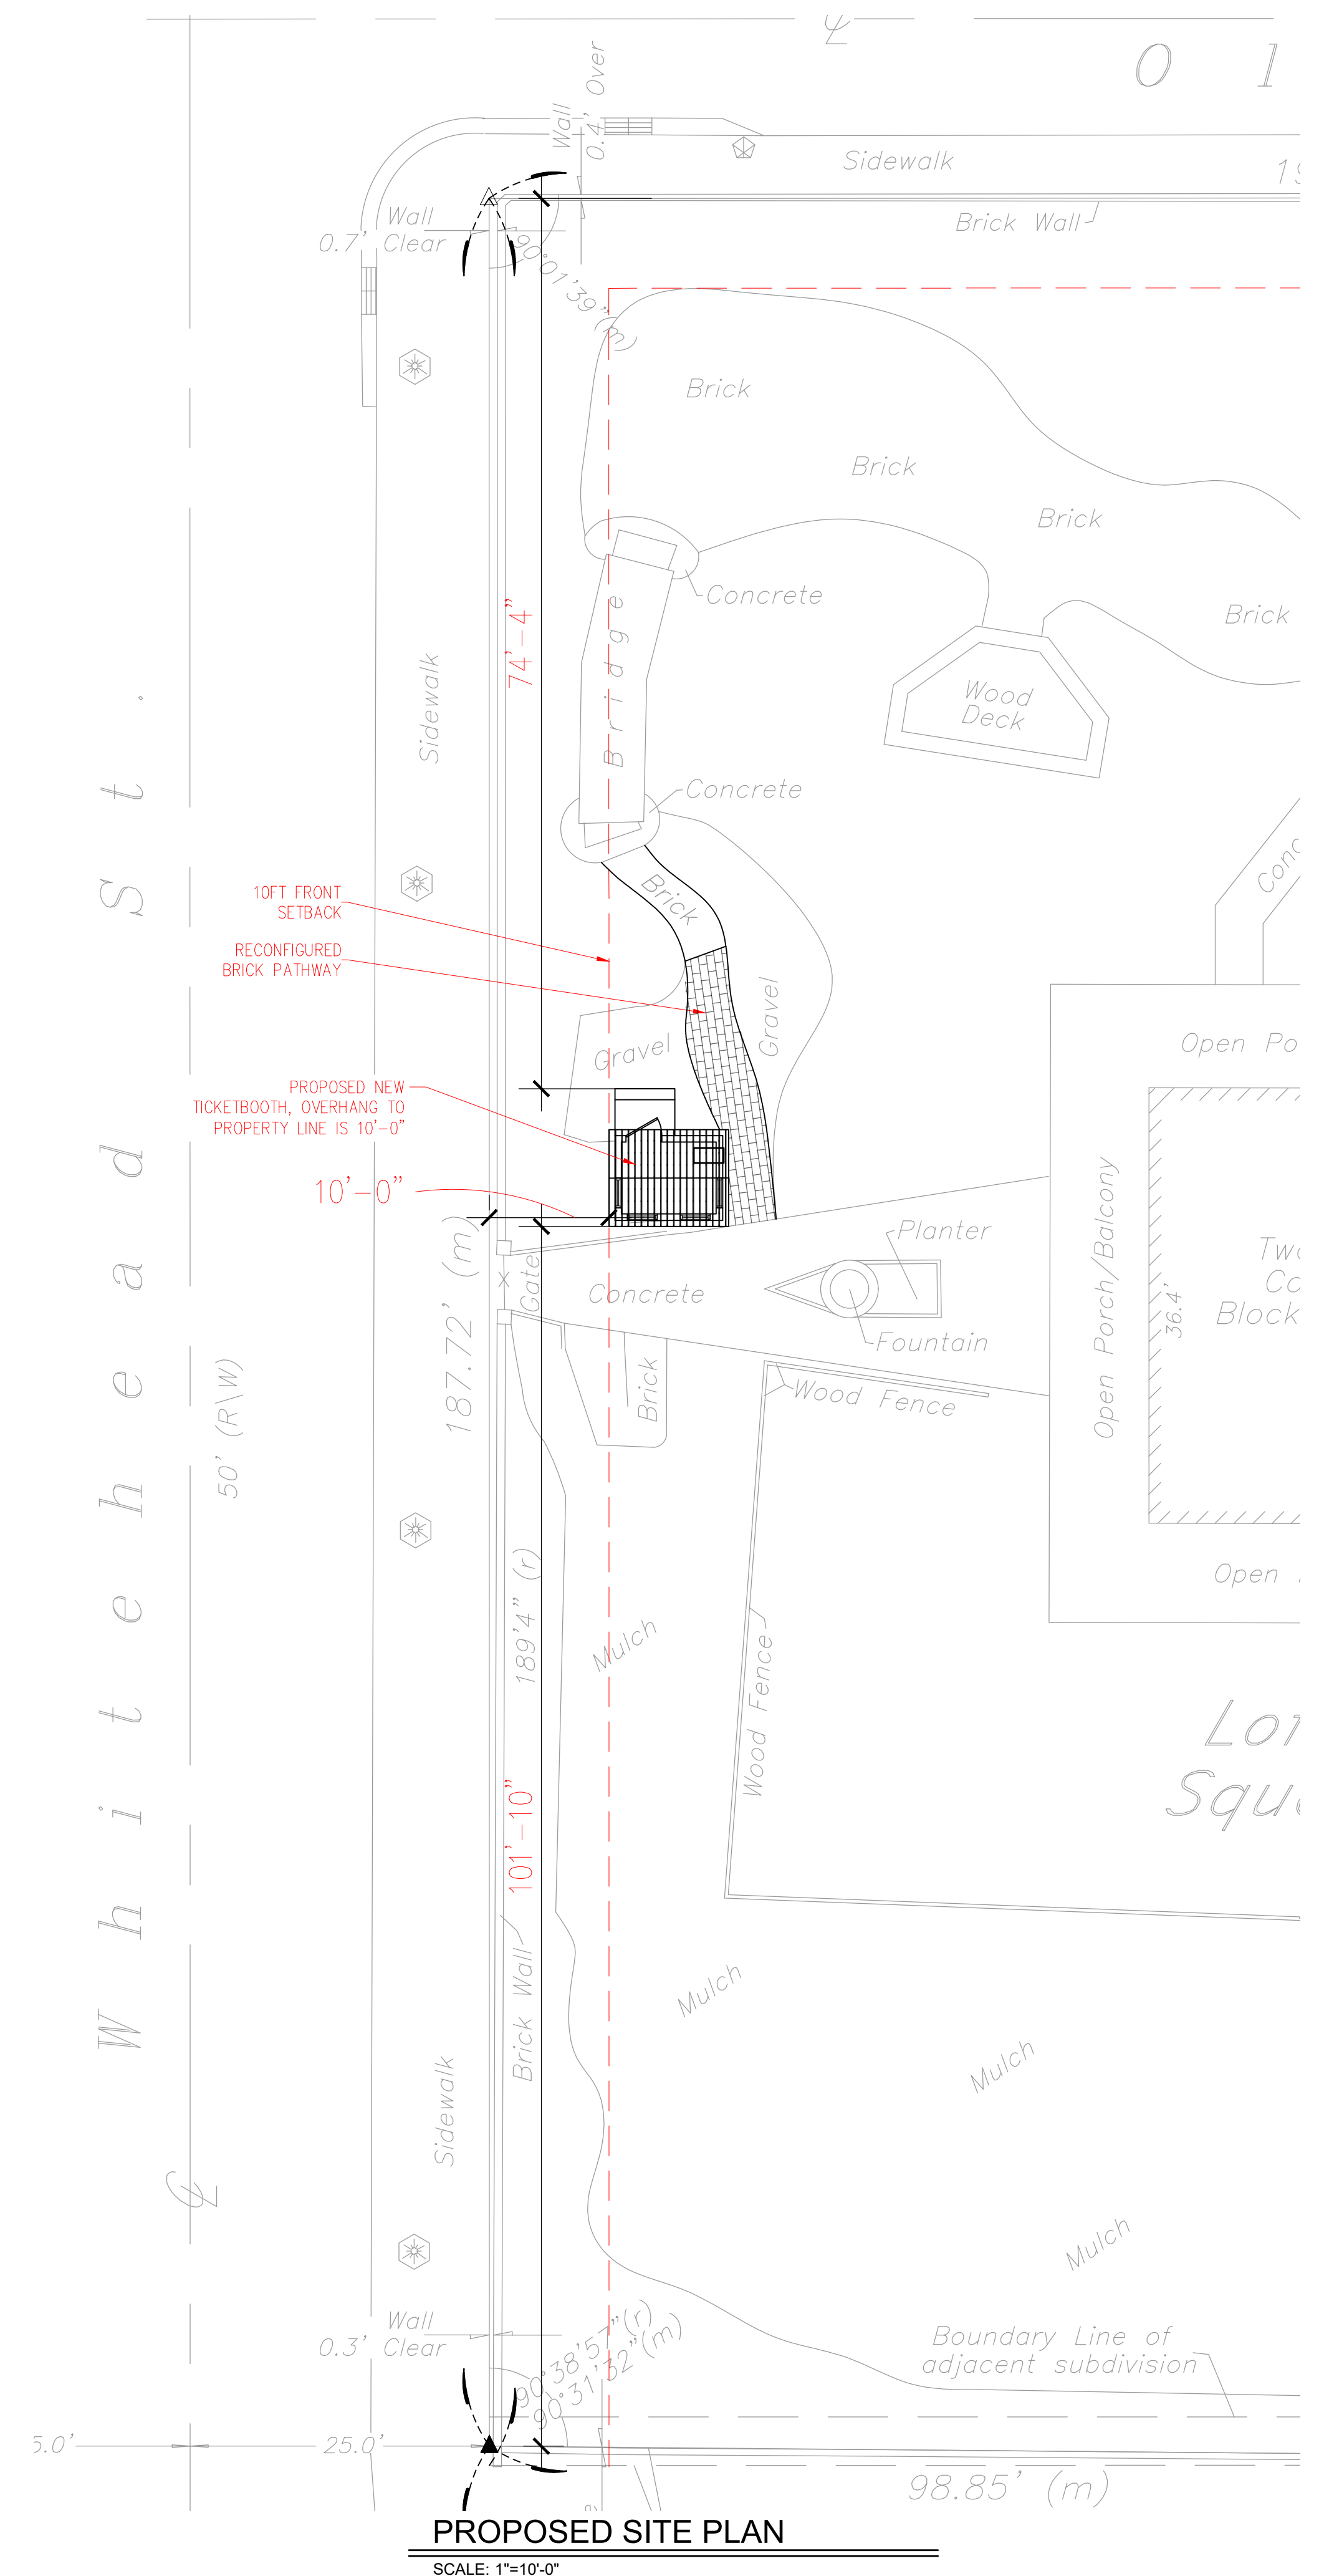 O l
Wall
0.4' Over
Sidewalk
Wall
0.7' Clear
Brick Wall
90°01'39" (m)
Brick
Brick
Brick
Brick
Concrete
Bridge
74'-4"
Sidewalk
Wood
Deck
Concrete
10FT FRONT
SETBACK
Brick
RECONFIGURED
BRICK PATHWAY
Gravel
Gravel
Open Po
PROPOSED NEW
TICKETBOOTH, OVERHANG TO
PROPERTY LINE IS 10'-0"
10'-0"
Planter
Concrete
Gate
Fountain
187.72' (m)
Open Porch/Balcony
36.4'
Block
Brick
Wood Fence
Whitehead St.
50' (R\W)
189'4" (r)
Open
Mulch
Wood Fence
101'-10"
Brick Wall
Mulch
Mulch
Sidewalk
Mulch
Wall
0.3' Clear
90°38'57"(r)
90°31'32"(m)
Boundary Line of
adjacent subdivision
5.0'
25.0'
98.85' (m)
PROPOSED SITE PLAN
SCALE: 1"=10'-0"